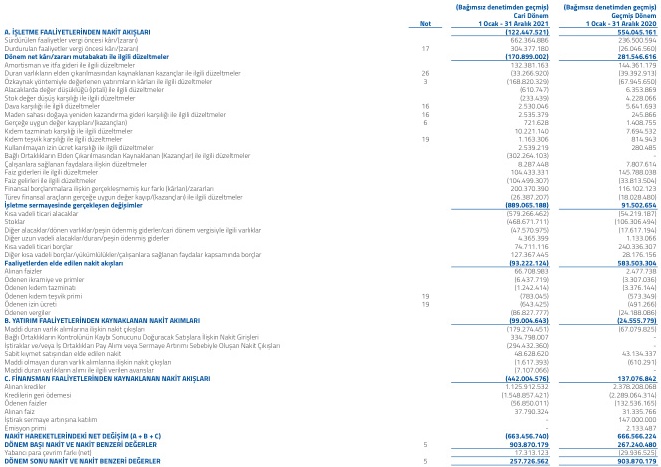 (Bağımsız denetimden geçmiş) (Bağımsız denetimden geçmiş)
Cari Dönem Geçmiş Dönem
Not 1 Ocak - 31 Aralık 2021 1 Ocak - 31 Aralık 2020
A. İŞLETME FAALİYETLERİNDEN NAKİT AKIŞLARI (122.447.521) 554.045.161
Sürdürülen faaliyetler vergi öncesi kârı/(zararı) 662.364.886 236.500.594
Durdurulan faaliyetler vergi öncesi kârı/(zararı) 17 304.377.180 (26.046.560)
Dönem net kârı/zararı mutabakatı ile ilgili düzeltmeler (170.899.002) 281.546.616
Amortisman ve itfa gideri ile ilgili düzeltmeler 132.381.163 144.361.179
Duran varlıkların elden çıkarılmasından kaynaklanan kazançlar ile ilgili düzeltmeler 26 (33.266.920) (39.392.913)
Özkaynak yöntemiyle değerlenen yatırımların kârları ile ilgili düzeltmeler 3 (168.820.329) (67.945.650)
Alacaklarda değer düşüklüğü (iptali) ile ilgili düzeltmeler (610.747) 6.353.869
Stok değer düşüş karşılığı ile ilgili düzeltmeler (233.439) 4.228.066
Dava karşılığı ile ilgili düzeltmeler 16 2.530.046 5.641.693
Maden sahası doğaya yeniden kazandırma gideri karşılığı ile ilgili düzeltmeler 16 2.535.379 245.866
Gerçeğe uygun değer kayıpları/(kazançları) 6 721.628 1.408.755
Kıdem tazminatı karşılığı ile ilgili düzeltmeler 10.221.140 7.694.532
Kıdem teşvik karşılığı ile ilgili düzeltmeler 19 1.163.306 814.943
Kullanılmayan izin ücret karşılığı ile ilgili düzeltmeler 2.539.219 280.485
Bağlı Ortaklıkların Elden Çıkarılmasından Kaynaklanan (Kazançlar) ile ilgili düzeltmeler (302.264.103) -
Çalışanlara sağlanan faydalara ilişkin düzeltmeler 8.287.448 7.807.614
Faiz giderleri ile ilgili düzeltmeler 104.433.331 145.788.038
Faiz gelirleri ile ilgili düzeltmeler (104.499.307) (33.813.504)
Finansal borçlanmalara ilişkin gerçekleşmemiş kur farkı (kârları)/zararları 200.370.390 116.102.123
Türev finansal araçların gerçeğe uygun değer kayıp/(kazançları) ile ilgili düzeltmeler (26.387.207) (18.028.480)
İşletme sermayesinde gerçekleşen değişimler (889.065.188) 91.502.654
Kısa vadeli ticari alacaklar (579.266.462) (54.219.187)
Stoklar (468.671.711) (106.306.494)
Diğer alacaklar/dönen varlıklar/peşin ödenmiş giderler/cari dönem vergisiyle ilgili varlıklar (47.570.975) (17.617.194)
Diğer uzun vadeli alacaklar/duran/peşin ödenmiş giderler 4.365.399 1.133.066
Kısa vadeli ticari borçlar 74.711.116 240.336.307
Diğer kısa vadeli borçlar/yükümlülükler/çalışanlara sağlanan faydalar kapsamında borçlar 127.367.445 28.176.156
Faaliyetlerden elde edilen nakit akışları (93.222.124) 583.503.304
Alınan faizler 66.708.983 2.477.738
Ödenen ikramiye ve primler (6.437.719) (3.307.036)
Ödenen kıdem tazminatı (1.242.414) (3.376.144)
Ödenen kıdem teşvik primi 19 (783.045) (573.349)
Ödenen izin ücreti 19 (643.425) (491.266)
Ödenen vergiler (86.827.777) (24.188.086)
B. YATIRIM FAALİYETLERİNDEN KAYNAKLANAN NAKİT AKIMLARI (99.004.643) (24.555.779)
Maddi duran varlık alımlarına ilişkin nakit çıkışları (179.274.451) (67.079.825)
Bağlı Ortaklıkların Kontrolünün Kaybı Sonucunu Doğuracak Satışlara İlişkin Nakit Girişleri 334.798.007 -
İştirakler ve/veya İş Ortaklıkları Pay Alımı veya Sermaye Artırımı Sebebiyle Oluşan Nakit Çıkışları (294.432.360) -
Sabit kıymet satışından elde edilen nakit 48.628.620 43.134.337
Maddi olmayan duran varlık alımlarına ilişkin nakit çıkışları (1.617.393) (610.291)
Maddi duran varlıkların alımı ile ilgili verilen avanslar (7.107.066) -
C. FİNANSMAN FAALİYETLERİNDEN KAYNAKLANAN NAKİT AKIŞLARI (442.004.576) 137.076.842
Alınan krediler 1.125.912.532 2.378.208.068
Kredilerin geri ödemesi (1.548.857.421) (2.289.064.314)
Ödenen faizler (56.850.011) (132.536.165)
Alınan faiz 37.790.324 31.335.766
İştirak sermaye artışına katılım - 147.000.000
Emisyon primi - 2.133.487
NAKİT HAREKETLERİNDEKİ NET DEĞİŞİM (A + B + C) (663.456.740) 666.566.224
DÖNEM BAŞI NAKİT VE NAKİT BENZERİ DEĞERLER 5 903.870.179 267.240.480
Yabancı para çevrim farkı (net) 17.313.123 (29.936.525)
DÖNEM SONU NAKİT VE NAKİT BENZERİ DEĞERLER 5 257.726.562 903.870.179